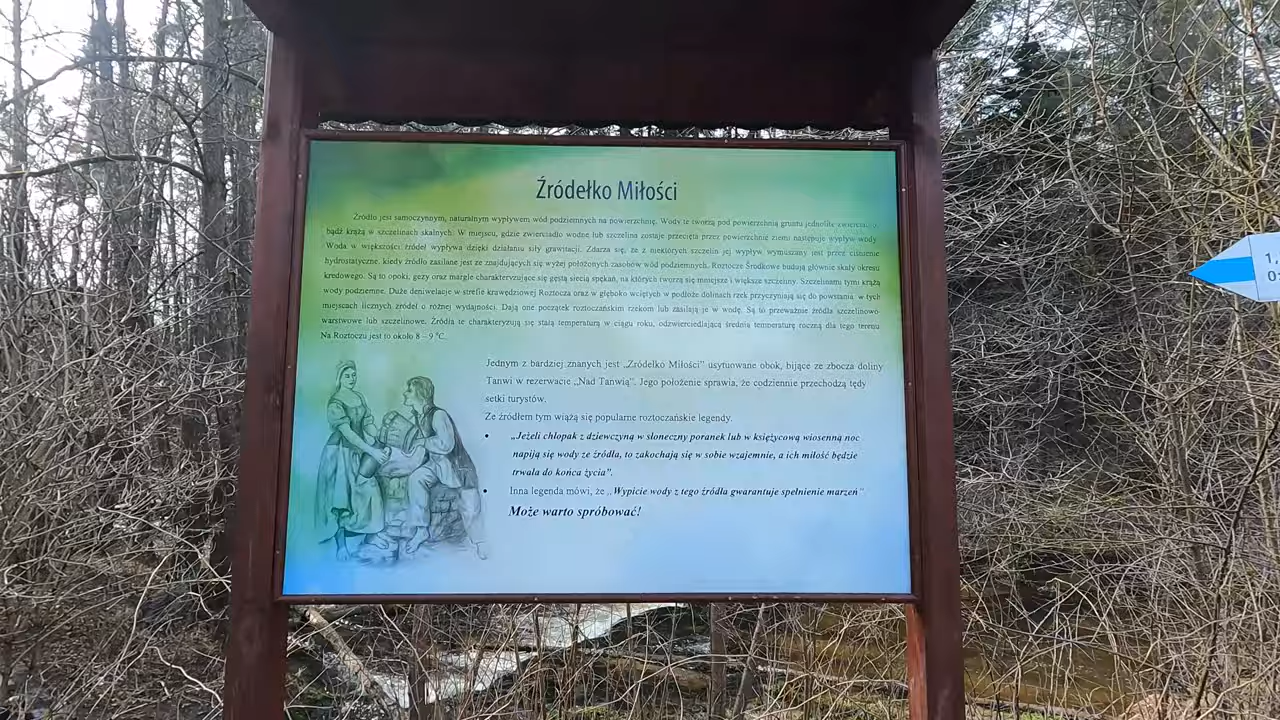 Źródełko Miłości
Źródło jest samoczynnym, naturalnym wypływem wód podziemnych na powierzchnię. Wody te tworzą pod powierzchnią gruntu jednolite zwierciadło
bądź krążą w szczelinach skalnych. W miejscu, gdzie zwierciadło wodne lub szczelina zostaje przecięta przez powierzchnię ziemi następuje wypływ wody.
Woda w większości źródeł wypływa dzięki działaniu siły grawitacji. Zdarza się, że z niektórych szczelin jej wypływ wymuszany jest przez ciśnienie
hydrostatyczne, kiedy źródło zasilane jest ze znajdujących się wyżej położonych zasobów wód podziemnych. Roztocze Środkowe budują głównie skały okresu
kredowego. Są to opoki, gezy oraz margle charakteryzujące się gęstą siecią spękań, na których tworzą się mniejsze i większe szczeliny. Szczelinami tymi krążą
wody podziemne. Duże deniwelacje w strefie krawędziowej Roztocza oraz w głęboko wciętych w podłoże dolinach rzek przyczyniają się do powstania w tych
miejscach licznych źródeł o różnej wydajności. Dają one początek roztoczańskim rzekom lub zasilają je w wodę. Są to przeważnie źródła szczelinowo-
warstwowe lub szczelinowe. Źródła te charakteryzują się stałą temperaturą w ciągu roku, odzwierciedlającą średnią temperaturę roczną dla tego terenu
Na Roztoczu jest to około 8 – 9 °C.
Jednym z bardziej znanych jest „Źródełko Miłości” usytuowane obok, bijące ze zbocza doliny
Tanwi w rezerwacie „Nad Tanwią”. Jego położenie sprawia, że codziennie przechodzą tędy
setki turystów.
Ze źródłem tym wiążą się popularne roztoczańskie legendy.
• „Jeżeli chłopak z dziewczyną w słoneczny poranek lub w księżycową wiosenną noc
napiją się wody ze źródła, to zakochają się w sobie wzajemnie, a ich miłość będzie
trwała do końca życia”.
• Inna legenda mówi, że „Wypicie wody z tego źródła gwarantuje spełnienie marzeń”
Może warto spróbować!
1,